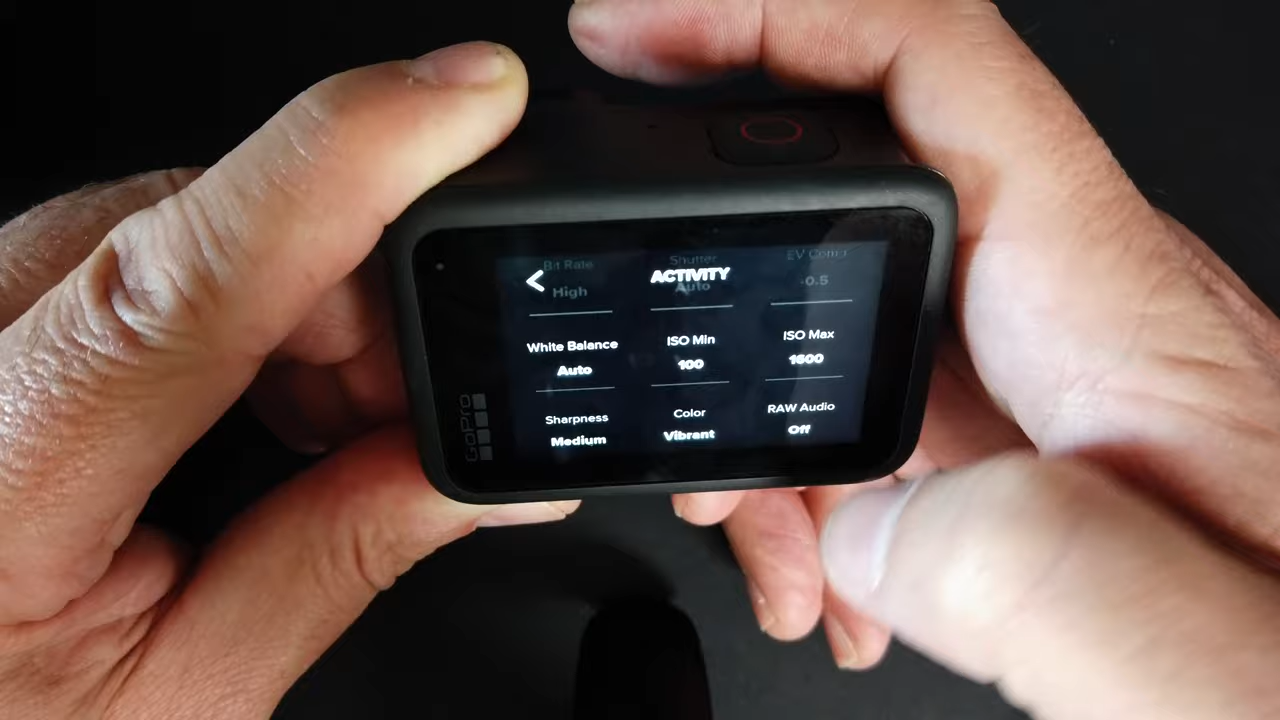 Bit Rate Shutter EV Comp
< ACTIVITY
High Auto -0.5
White Balance ISO Min ISO Max
Auto 100 1600
Sharpness Color RAW Audio
Medium Vibrant Off
GoPro